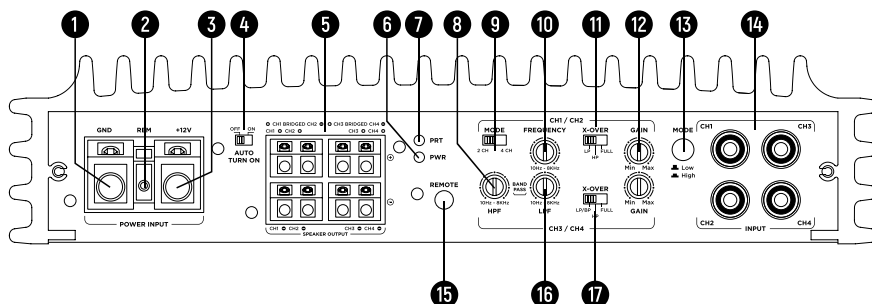 1 2 3 4 5 6 7 8 9 10 11 12 13 14
GND REM +12V
POWER INPUT
OFF ON
AUTO
TURN ON
CH1 BRIDGED CH2 CH3 BRIDGED CH4
CH1 CH2 CH3 CH4
CH1 CH2 CH3 CH4
SPEAKER OUTPUT
PRT
PWR
REMOTE
CH1 / CH2
MODE FREQUENCY X-OVER GAIN
2 CH 4 CH
10Hz - 8KHz
LP HP FULL
Min Max
BAND
PASS
10Hz - 8KHz
HPF
10Hz - 8KHz
LPF
X-OVER
LP/BP HP FULL
Min Max
GAIN
CH3 / CH4
MODE
Low
High
CH1 CH3
CH2 CH4
INPUT
15 16 17